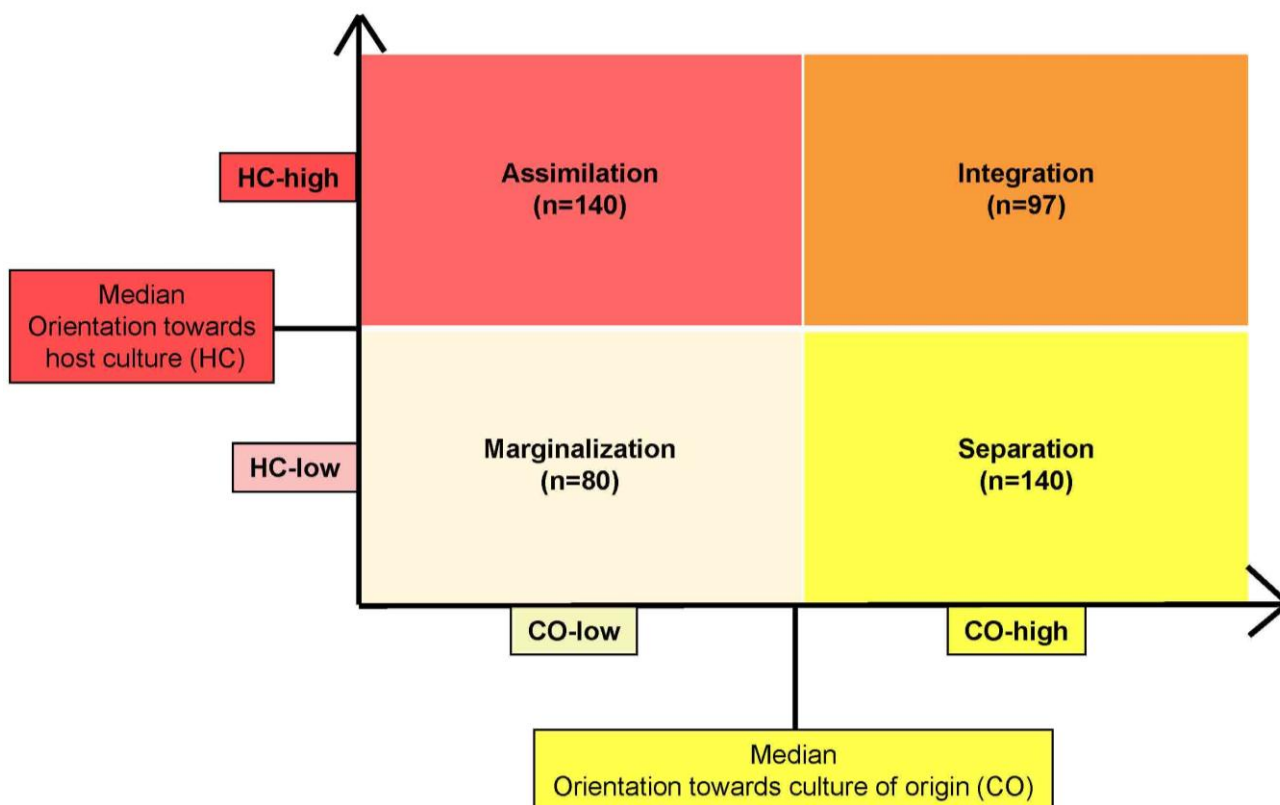 HC-high
Assimilation
(n=140)
Integration
(n=97)
Median
Orientation towards
host culture (HC)
HC-low
Marginalization
(n=80)
Separation
(n=140)
CO-low
CO-high
Median
Orientation towards culture of origin (CO)